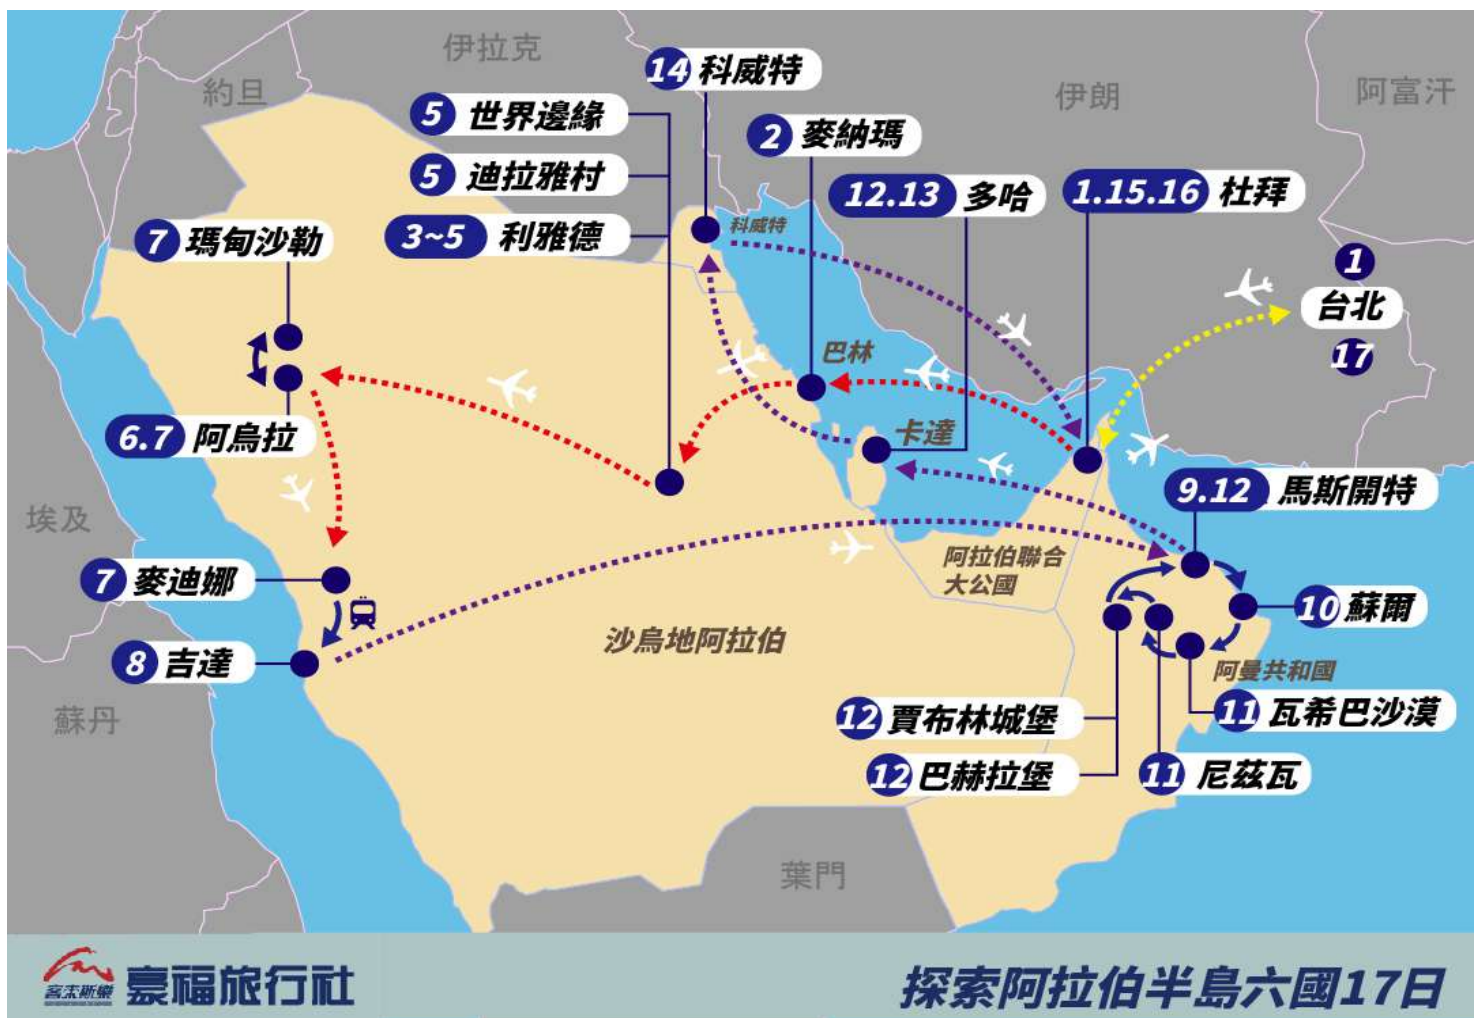 伊拉克
約旦
14 科威特
伊朗
阿富汗
5 世界邊緣
2 麥納瑪
5 迪拉雅村
12.13 多哈
1.15.16 杜拜
3~5 利雅德
7 瑪甸沙勒
科威特
1
台北
17
巴林
6.7 阿烏拉
卡達
9.12 馬斯開特
埃及
阿拉伯聯合
大公國
7 麥迪娜
10 蘇爾
沙烏地阿拉伯
8 吉達
阿曼共和國
蘇丹
12 賈布林城堡
11 瓦希巴沙漠
12 巴赫拉堡
11 尼茲瓦
葉門
客未斯樂
豪福旅行社
探索阿拉伯半島六國17日